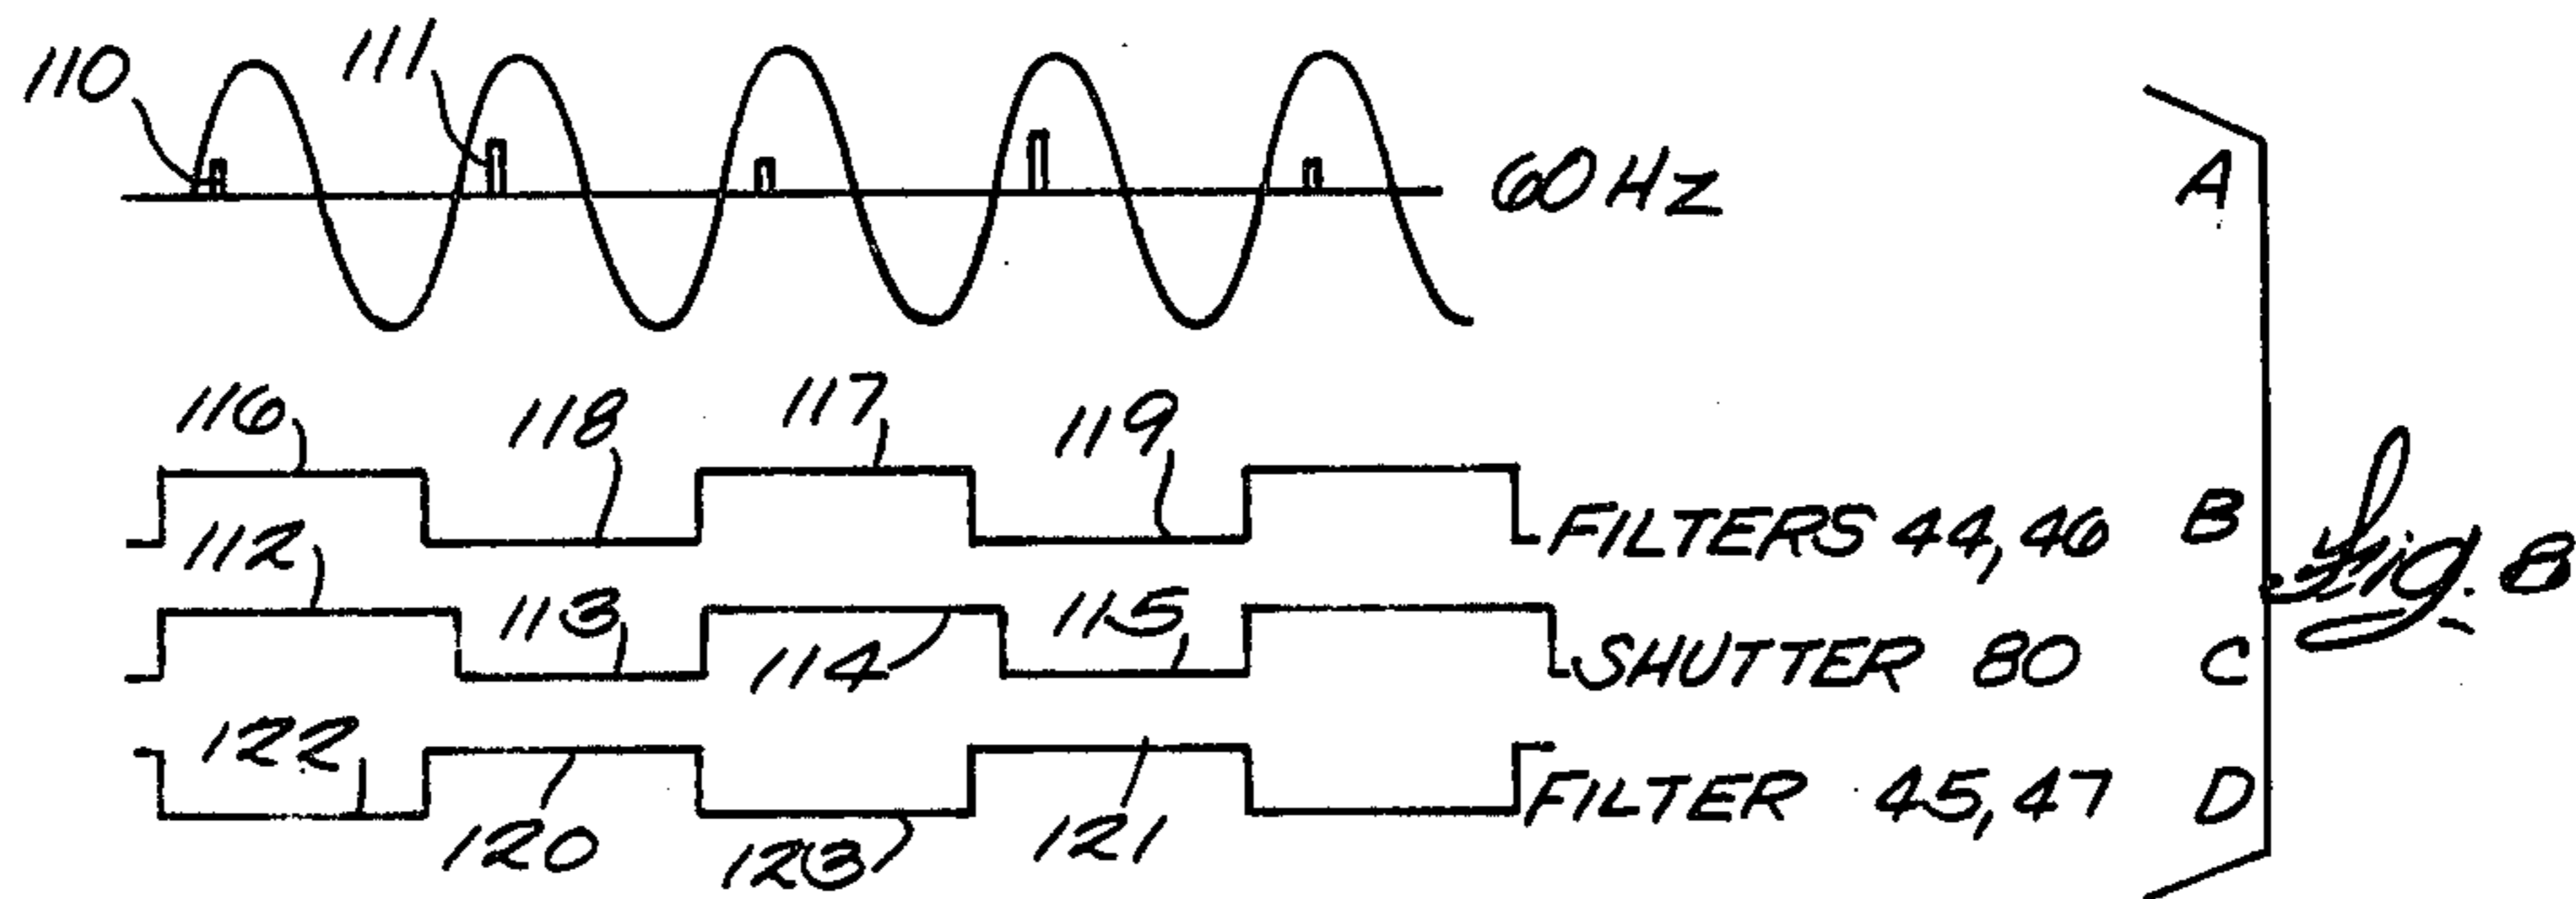 110 111
60 Hz A
116 118 117 119
FILTERS 44, 46 B
112 113 114 115
SHUTTER 80 C
122 120 123 121
FILTER 45, 47 D
Fig. 8